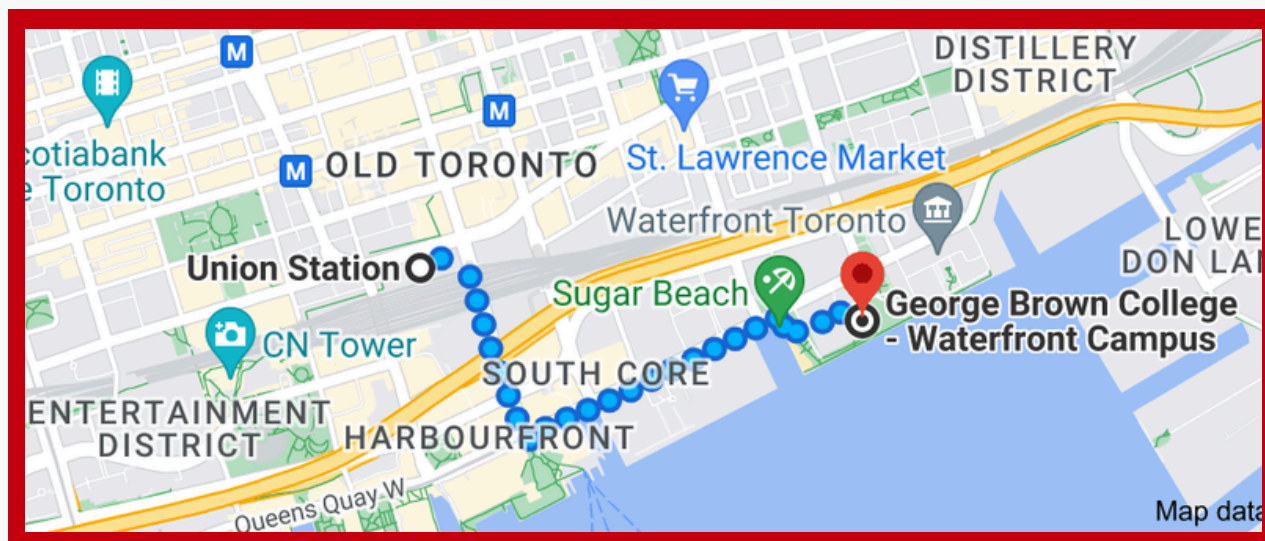 DISTILLERY
DISTRICT
M
M
M
OLD TORONTO
cotiabank
e Toronto
St. Lawrence Market
Waterfront Toronto
LOWE
DON LAN
Union Station
Sugar Beach
George Brown College
- Waterfront Campus
CN Tower
SOUTH CORE
ENTERTAINMENT
DISTRICT
HARBOURFRONT
Queens Quay W
Map data